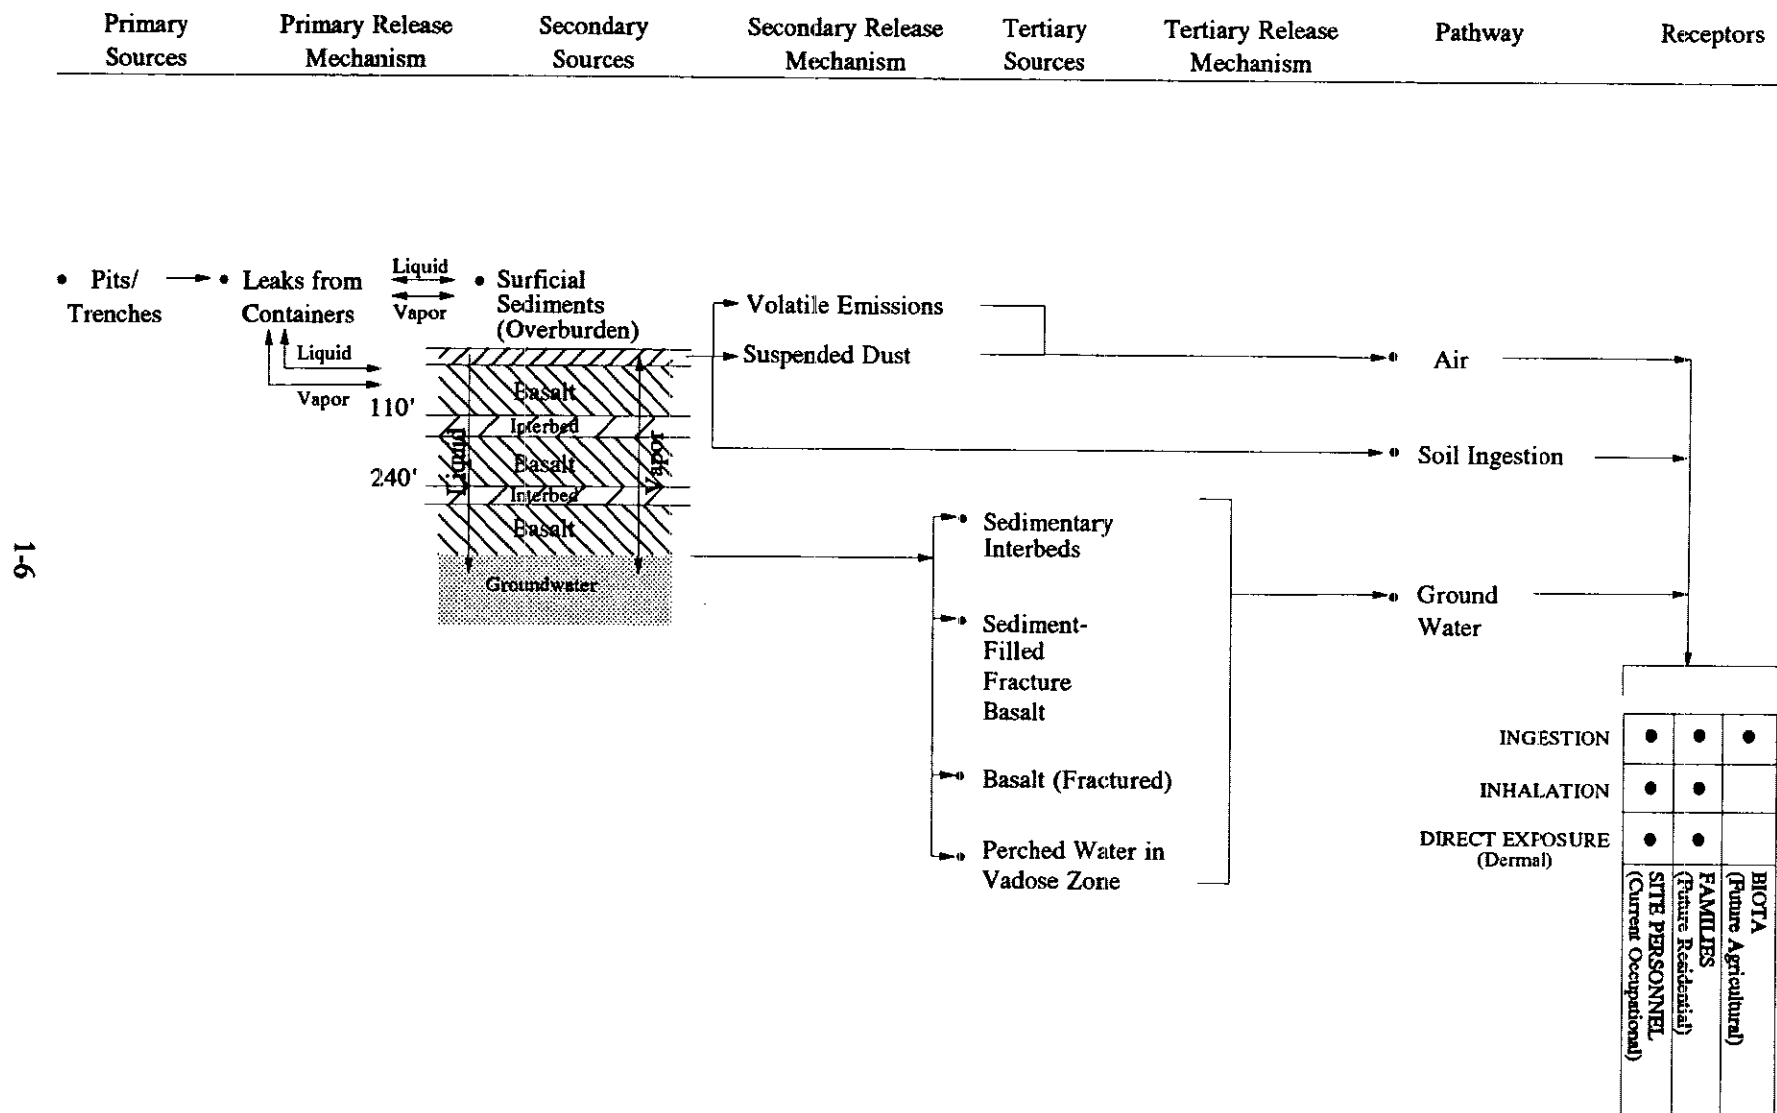 Primary Sources
Primary Release Mechanism
Secondary Sources
Secondary Release Mechanism
Tertiary Sources
Tertiary Release Mechanism
Pathway
Receptors
• Pits/
Trenches
• Leaks from
Containers
Liquid
Vapor
• Surficial
Sediments
(Overburden)
Liquid
Vapor
110'
240'
Basalt
Interbed
Basalt
Interbed
Basalt
Groundwater
Liquid
Vapor
Volatile Emissions
Suspended Dust
• Sedimentary
Interbeds
• Sediment-
Filled
Fracture
Basalt
• Basalt (Fractured)
• Perched Water in
Vadose Zone
• Air
• Soil Ingestion
• Ground
Water
INGESTION • • •
INHALATION • •
DIRECT EXPOSURE • •
(Dermal)
SITE PERSONNEL
(Current Occupational)
FAMILIES
(Future Residential)
BIOTA
(Future Agricultural)
1-6